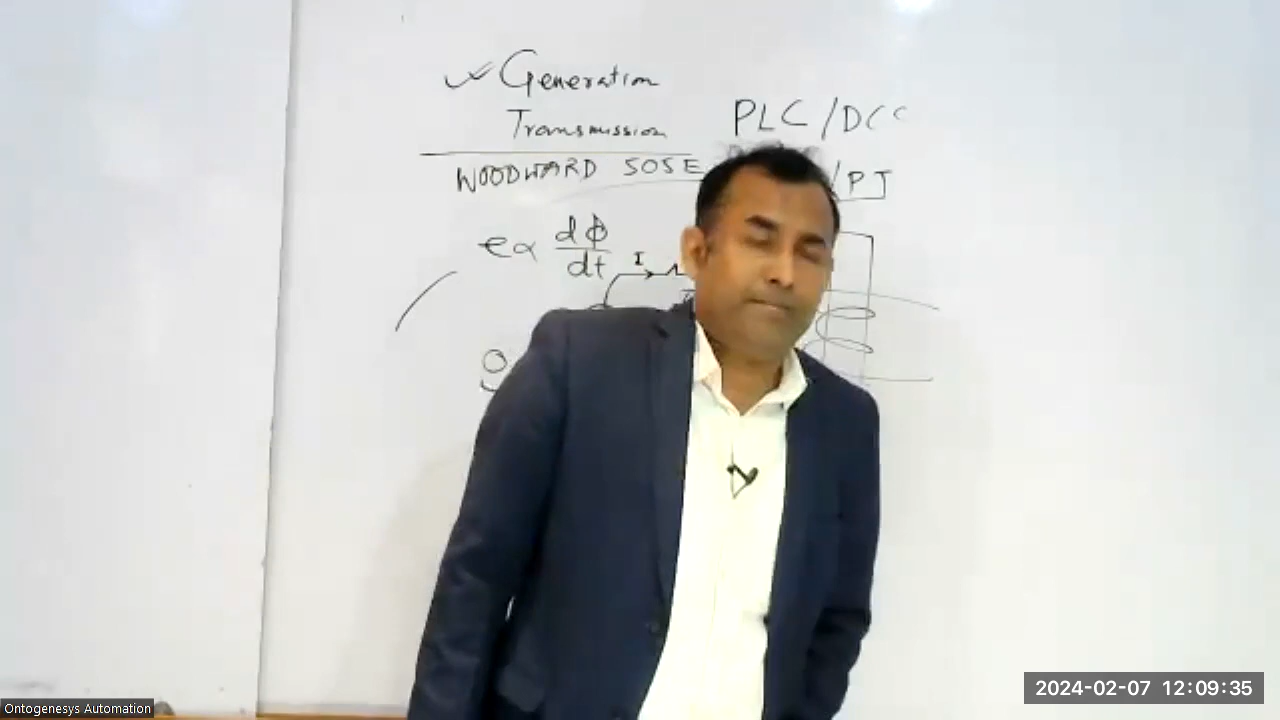 ✓ Generation
Transmission
PLC / DC
WOODWARD SOSE
/PT
e∝ dϕ
dt
I
Ontogenesys Automation
2024-02-07 12:09:35